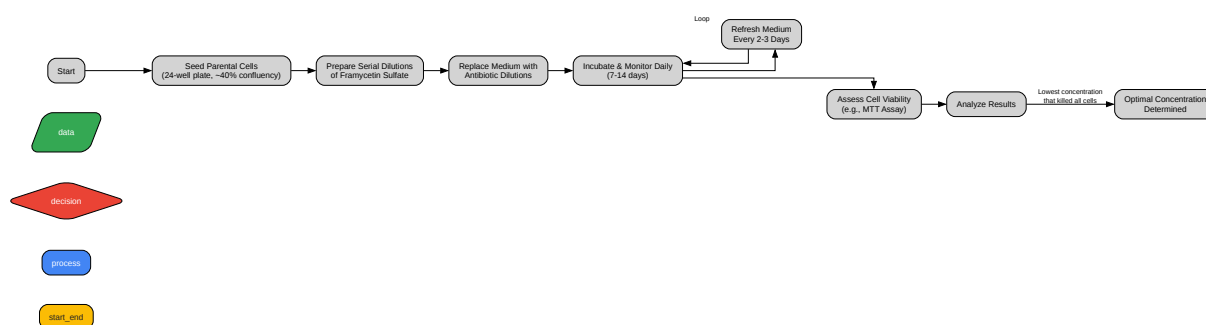 Loop
Refresh Medium
Every 2-3 Days
Start
Seed Parental Cells
(24-well plate, ~40% confluency)
Prepare Serial Dilutions
of Framycetin Sulfate
Replace Medium with
Antibiotic Dilutions
Incubate & Monitor Daily
(7-14 days)
Assess Cell Viability
(e.g., MTT Assay)
Analyze Results
Lowest concentration
that killed all cells
Optimal Concentration
Determined
data
decision
process
start_end